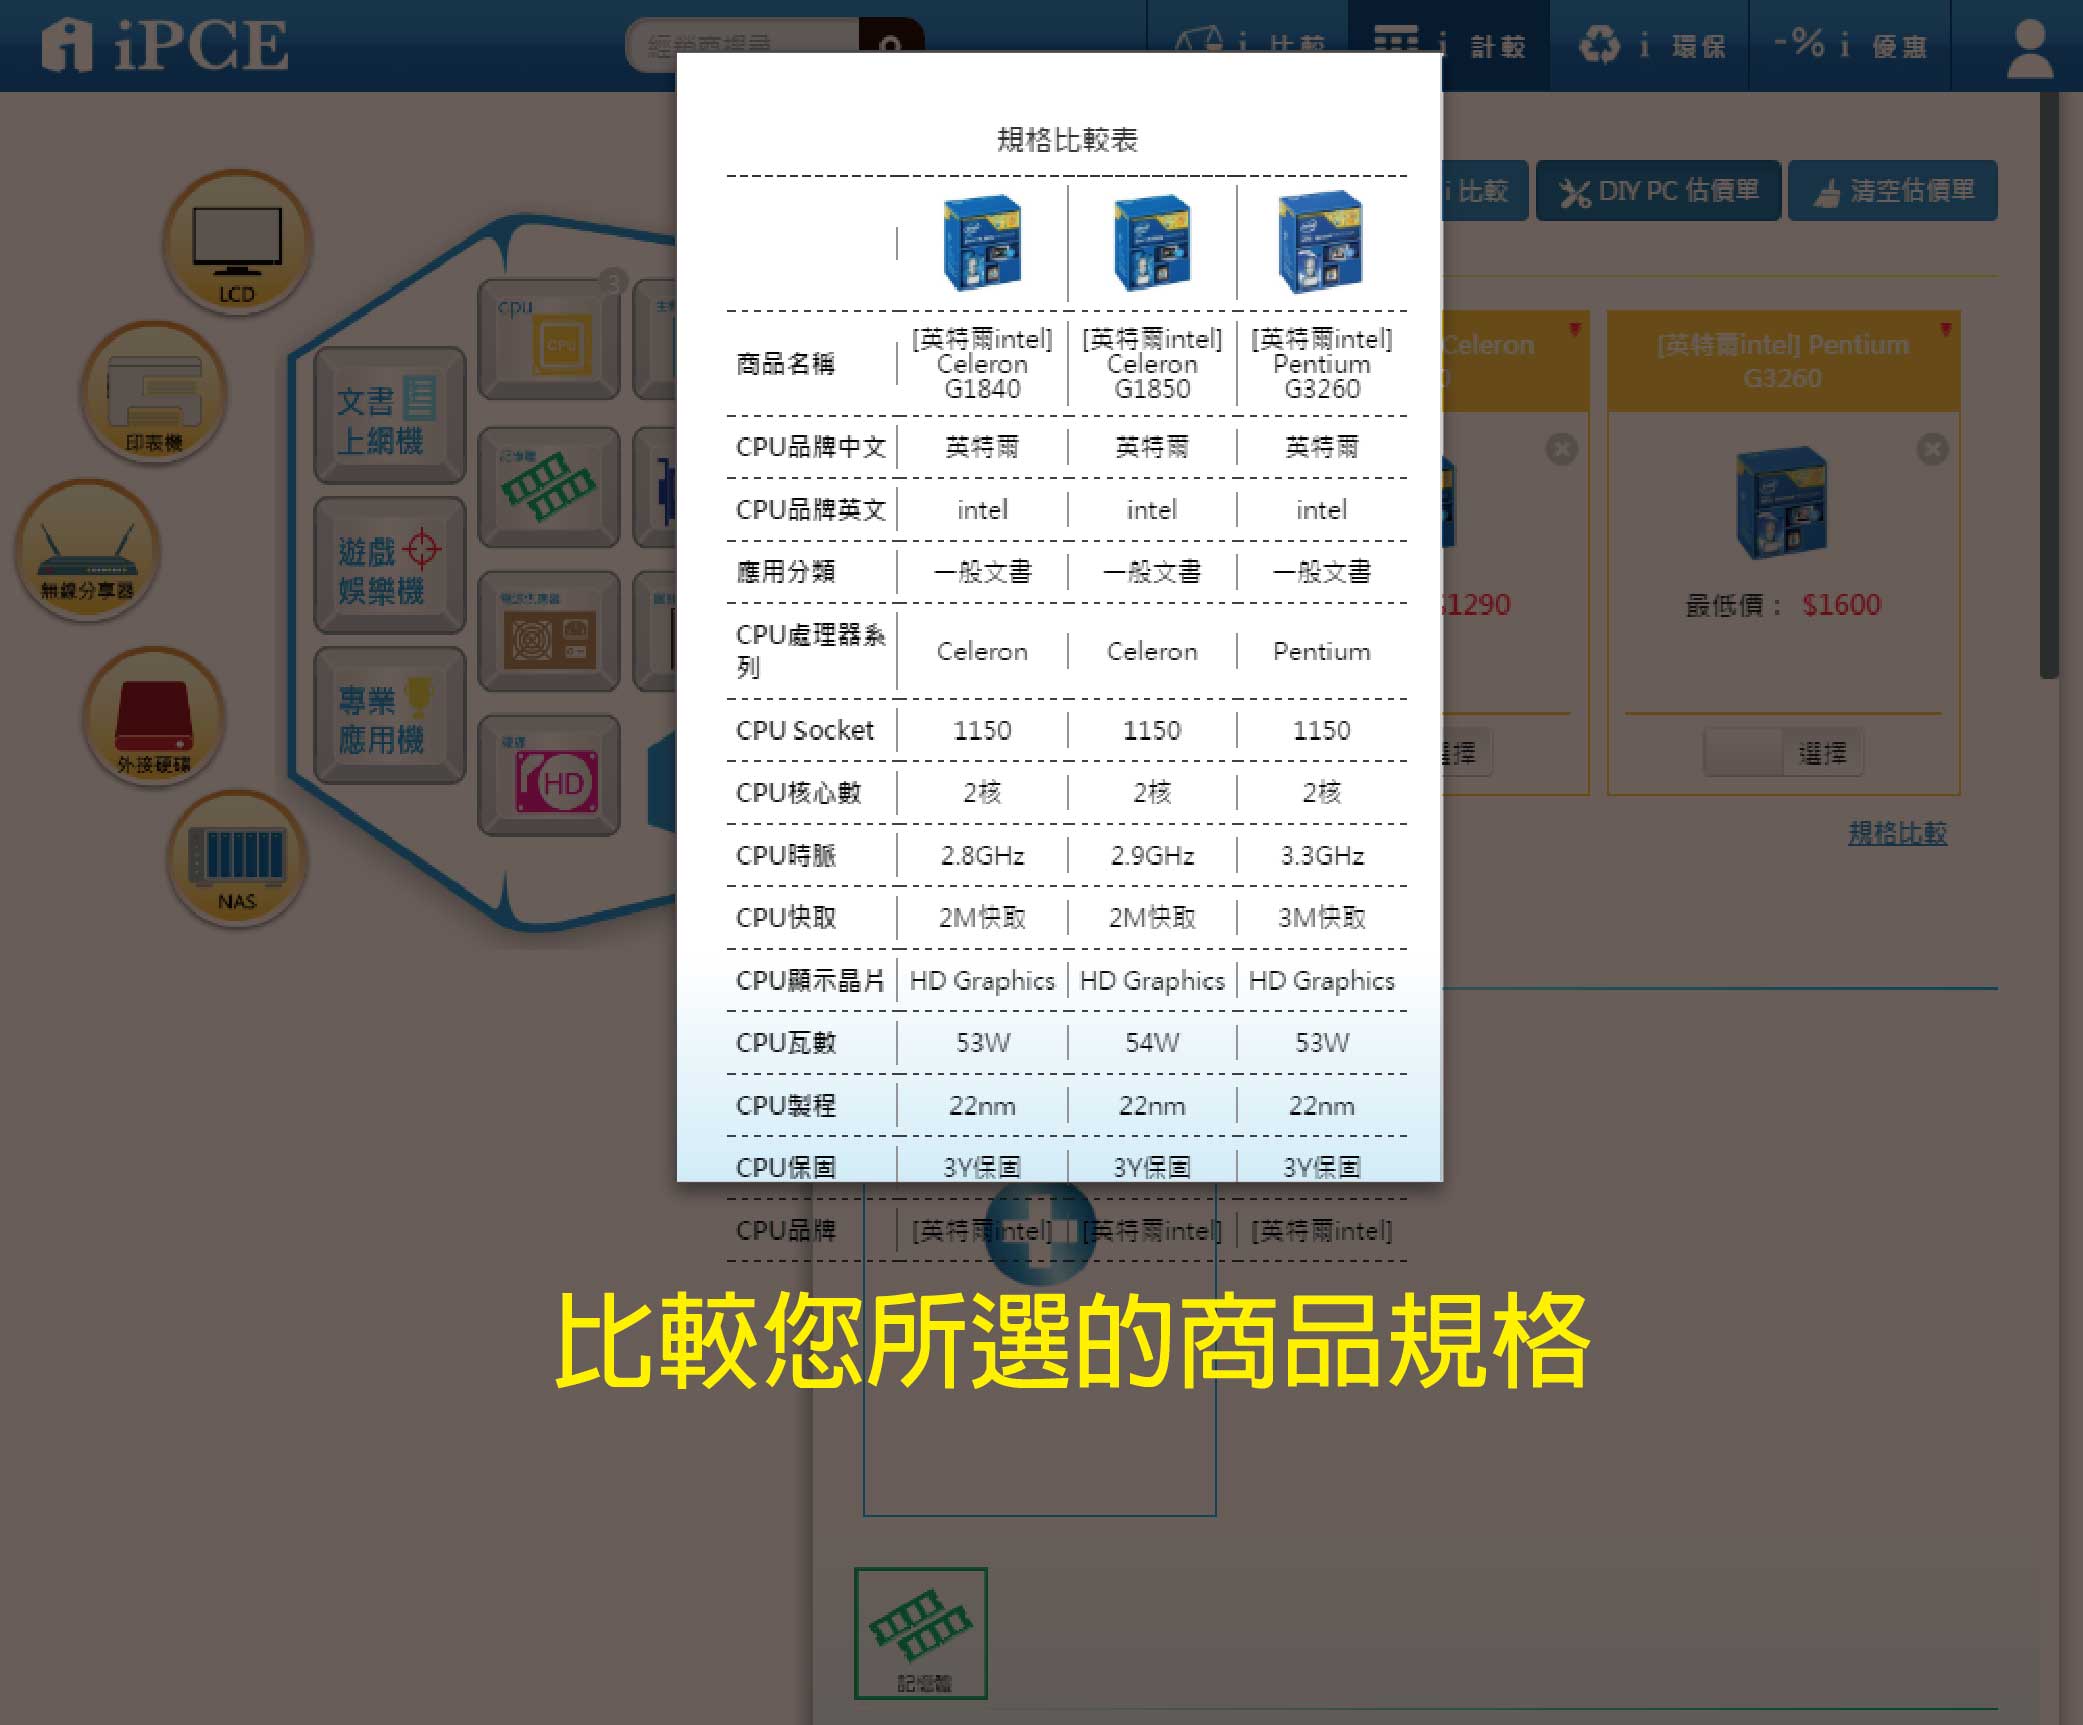 iPCE
i 比較
i 計較
i 環保
-% i 優惠
規格比較表
i 比較
DIY PC 估價單
清空估價單
LCD
印表機
無線分享器
外接硬碟
NAS
文書
上網機
遊戲
娛樂機
專業
應用機
cpu
3
CPU
記憶體
電源供應器
硬碟
HD
商品名稱 [英特爾intel] Celeron G1840 [英特爾intel] Celeron G1850 [英特爾intel] Pentium G3260
CPU品牌中文 英特爾 英特爾 英特爾
CPU品牌英文 intel intel intel
應用分類 一般文書 一般文書 一般文書
CPU處理器系列 Celeron Celeron Pentium
CPU Socket 1150 1150 1150
CPU核心數 2核 2核 2核
CPU時脈 2.8GHz 2.9GHz 3.3GHz
CPU快取 2M快取 2M快取 3M快取
CPU顯示晶片 HD Graphics HD Graphics HD Graphics
CPU瓦數 53W 54W 53W
CPU製程 22nm 22nm 22nm
CPU保固 3Y保固 3Y保固 3Y保固
CPU品牌 [英特爾intel] [英特爾intel] [英特爾intel]
Celeron
[英特爾intel] Pentium
G3260
$1290
最低價： $1600
選擇
規格比較
比較您所選的商品規格
記憶體